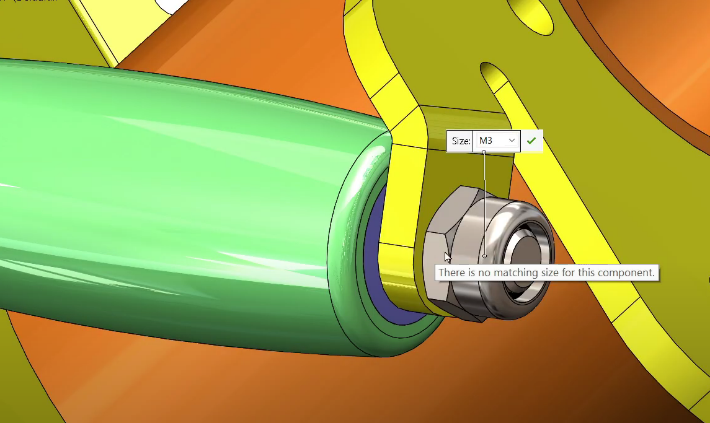 Size: M3
There is no matching size for this component.